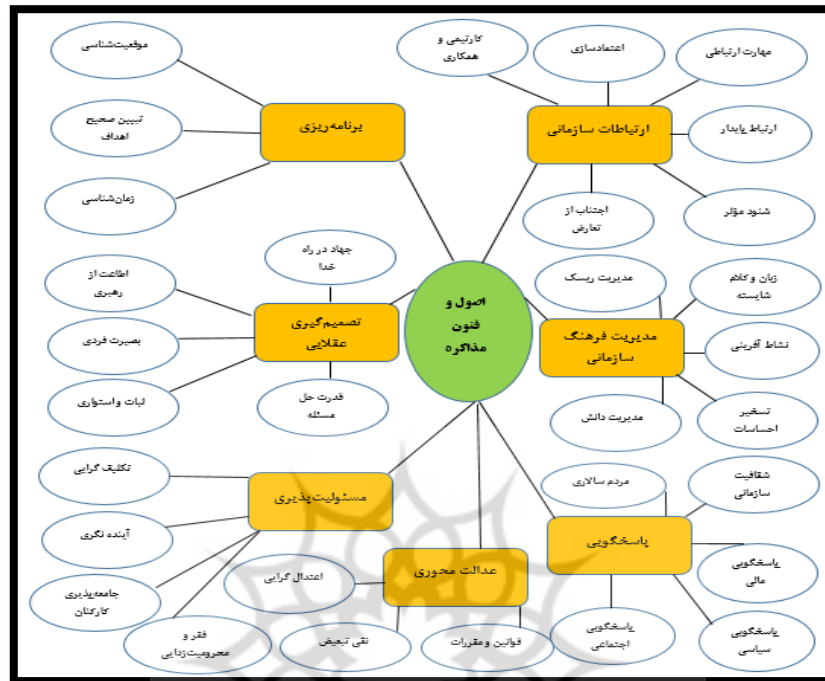 موقعیت‌شناسی
تبیین صحیح
اهداف
زمان‌شناسی
برنامه‌ریزی
کارتیمی و
همکاری
اعتمادسازی
مهارت ارتباطی
ارتباط پایدار
شنود مؤثر
اجتناب از
تعارض
ارتباطات سازمانی
اصول و
فنون
مذاکره
جهاد در راه
خدا
اطاعت از
رهبری
بصیرت فردی
ثبات و استواری
قدرت حل
مسئله
تصمیم‌گیری
عقلایی
مدیریت ریسک
زبان و کلام
شایسته
نشاط آفرینی
تسخیر
احساسات
مدیریت دانش
مدیریت فرهنگ
سازمانی
تکلیف گرایی
آینده نگری
جامعه‌پذیری
کارکنان
فقر و
محرومیت‌زدایی
مسئولیت‌پذیری
عدالت محوری
اعتدال گرایی
نفی تبعیض
قوانین و مقررات
مردم سالاری
شفافیت
سازمانی
پاسخگویی
مالی
پاسخگویی
سیاسی
پاسخگویی
اجتماعی
پاسخگویی